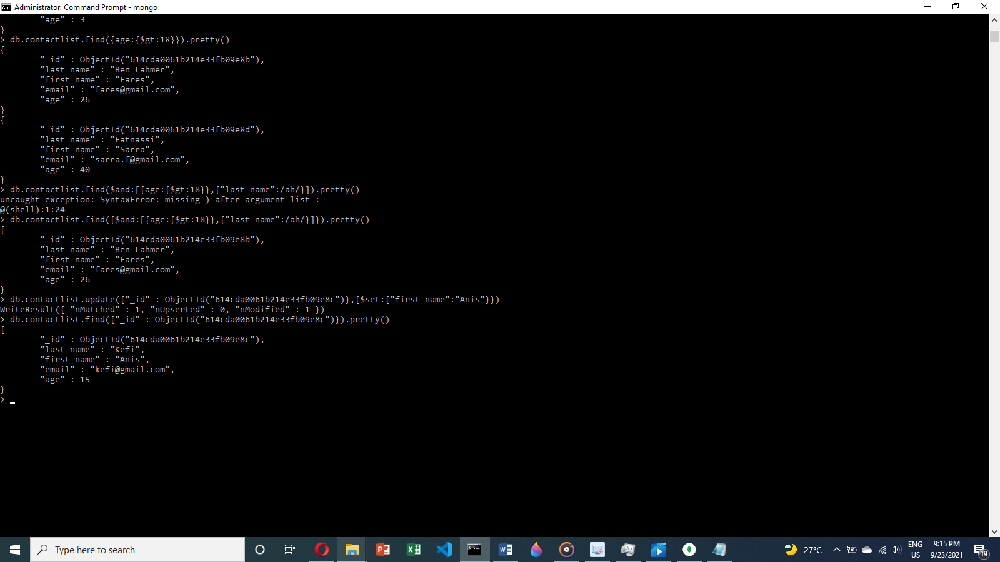 Administrator: Command Prompt - mongo
        "age" : 3
}
> db.contactlist.find({age:{$gt:18}}).pretty()
{
        "_id" : ObjectId("614cda0061b214e33fb09e8b"),
        "last name" : "Ben Lahmer",
        "first name" : "Fares",
        "email" : "fares@gmail.com",
        "age" : 26
}
{
        "_id" : ObjectId("614cda0061b214e33fb09e8d"),
        "last name" : "Fatnassi",
        "first name" : "Sarra",
        "email" : "sarra.f@gmail.com",
        "age" : 40
}
> db.contactlist.find($and:[{age:{$gt:18}},{"last name":/ah/}]).pretty()
uncaught exception: SyntaxError: missing ) after argument list :
@(shell):1:24
> db.contactlist.find({$and:[{age:{$gt:18}},{"last name":/ah/}]}).pretty()
{
        "_id" : ObjectId("614cda0061b214e33fb09e8b"),
        "last name" : "Ben Lahmer",
        "first name" : "Fares",
        "email" : "fares@gmail.com",
        "age" : 26
}
> db.contactlist.update({"_id" : ObjectId("614cda0061b214e33fb09e8c")},{$set:{"first name":"Anis"}})
WriteResult({ "nMatched" : 1, "nUpserted" : 0, "nModified" : 1 })
> db.contactlist.find({"_id" : ObjectId("614cda0061b214e33fb09e8c")}).pretty()
{
        "_id" : ObjectId("614cda0061b214e33fb09e8c"),
        "last name" : "Kefi",
        "first name" : "Anis",
        "email" : "kefi@gmail.com",
        "age" : 15
}
>
Type here to search
27°C
ENG
US
9:15 PM
9/23/2021
19